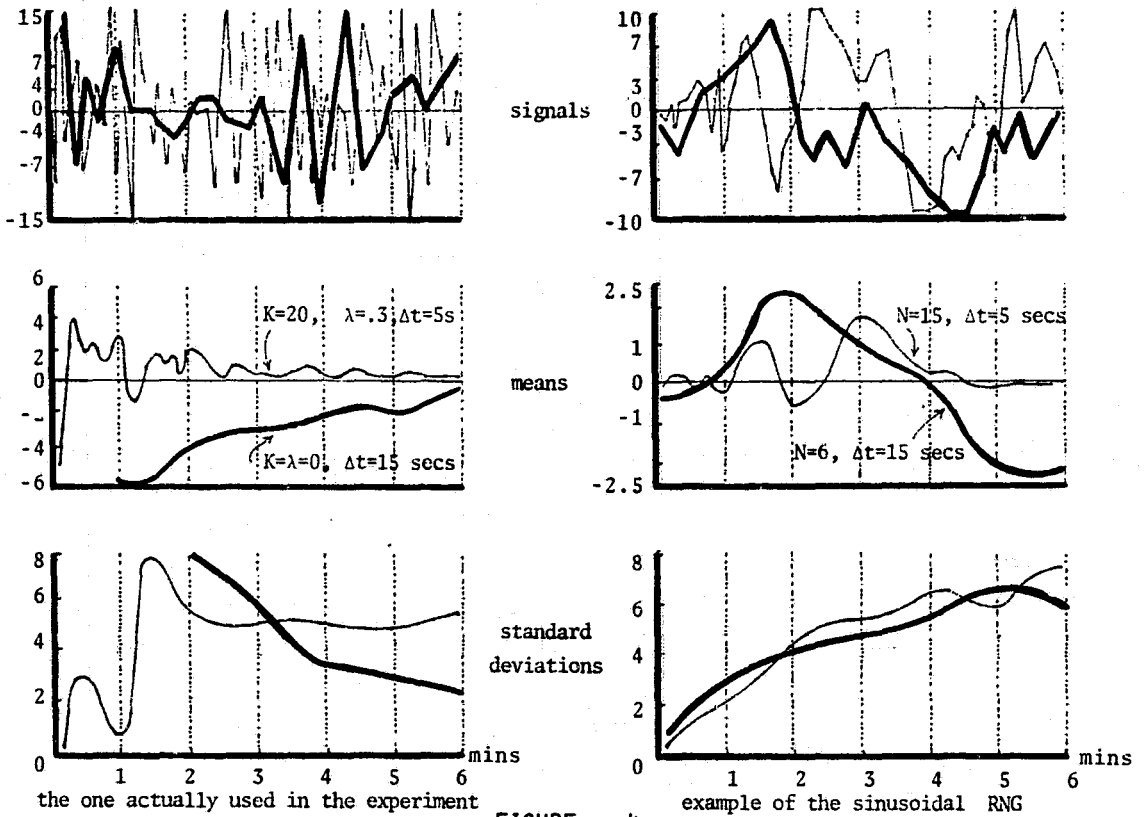 15
7
4
0
-4
-7
-15
signals
10
7
3
0
-3
-7
-10
6
4
2
0
-4
-6
K=20, λ=.3,Δt=5s
K=λ=0, Δt=15 secs
means
2.5
1
0
-1
-2.5
N=15, Δt=5 secs
N=6, Δt=15 secs
8
6
4
2
0
1 2 3 4 5 6
mins
the one actually used in the experiment
standard
deviations
8
6
4
2
0
1 2 3 4 5 6
mins
example of the sinusoidal RNG